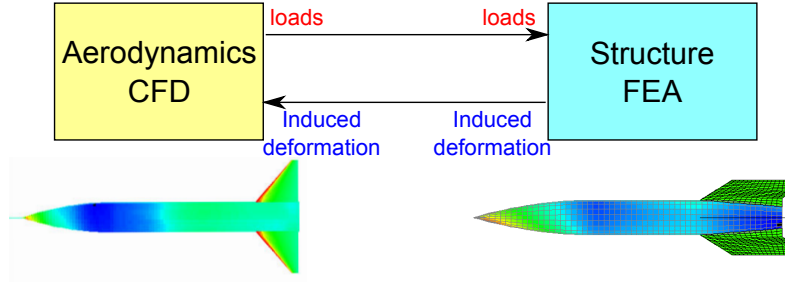 loads
loads
Aerodynamics
CFD
Structure
FEA
Induced
deformation
Induced
deformation